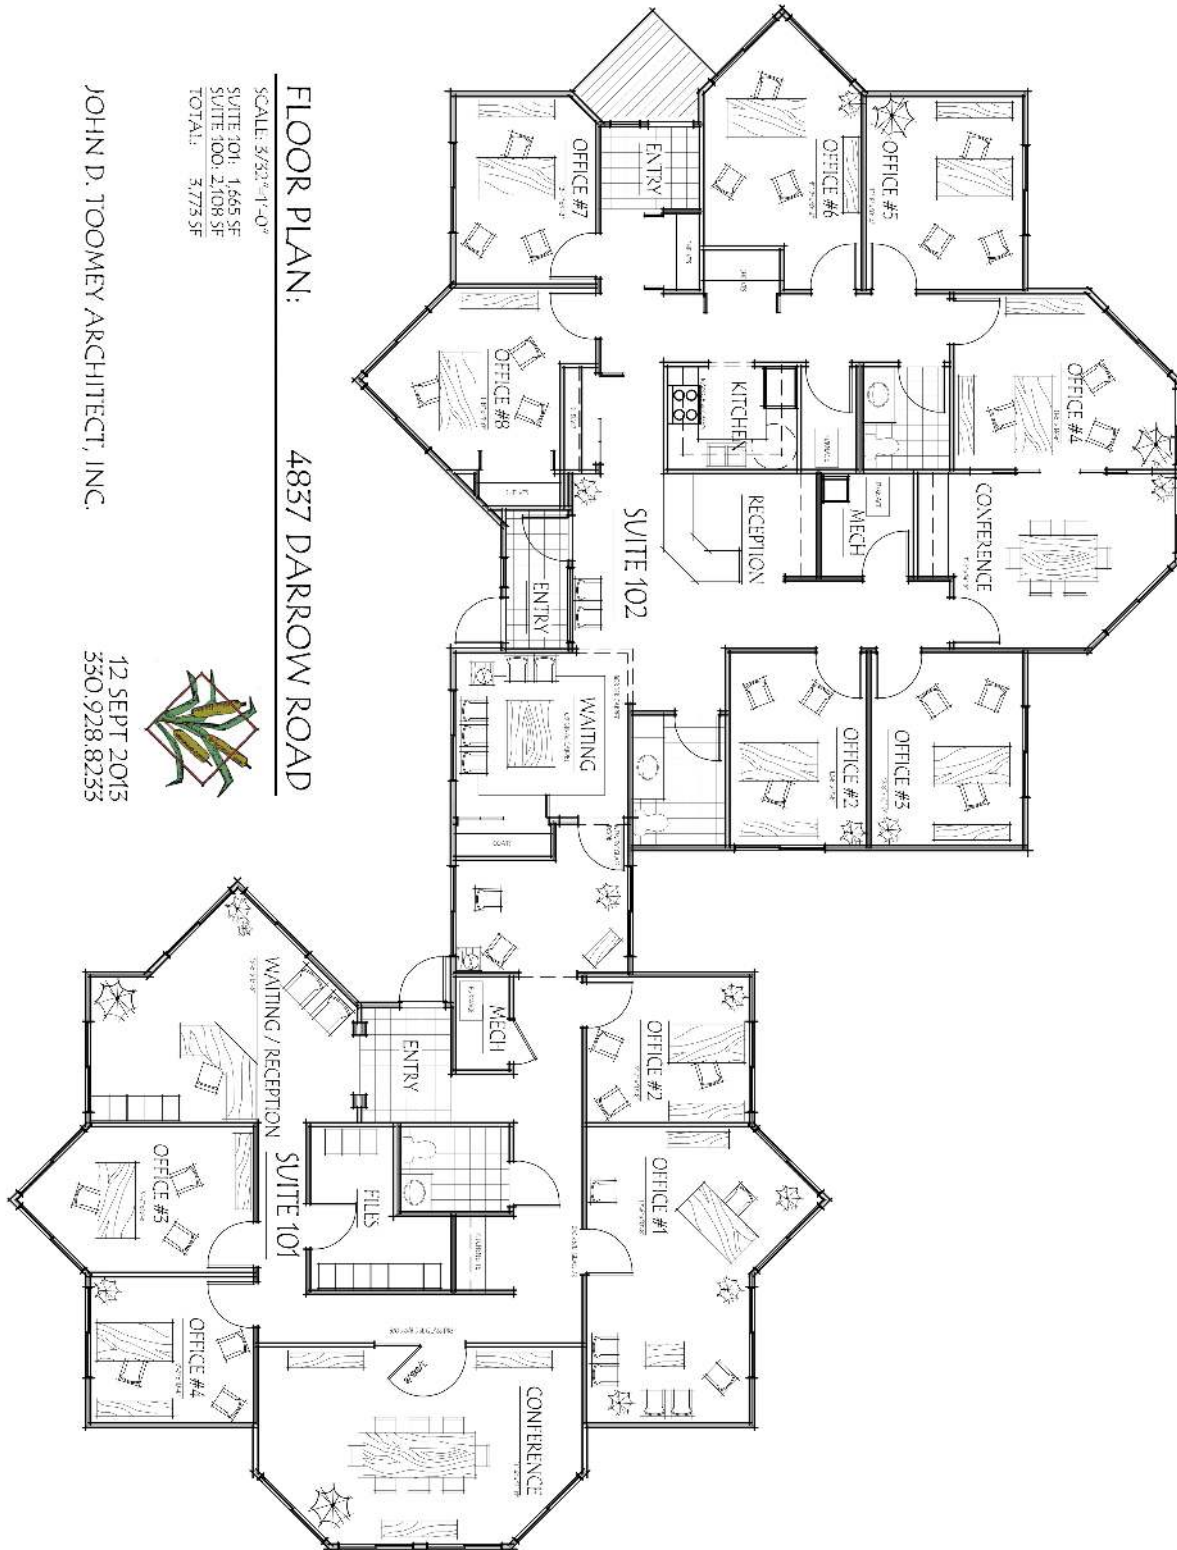 FLOOR PLAN:
4837 DARROW ROAD
SCALE: 3/32"=1'-0"
SUITE 101: 1,665 SF
SUITE 100: 2,108 SF
TOTAL: 3,773 SF
JOHN D. TOOMEY ARCHITECT, INC.
12 SEPT 2013
330.928.8233
OFFICE #7
ENTRY
OFFICE #6
OFFICE #5
OFFICE #8
KITCHEN
OFFICE #4
SUITE 102
RECEPTION
MECH
CONFERENCE
ENTRY
WAITING
OFFICE #2
OFFICE #3
COATS
WAITING / RECEPTION
ENTRY
MECH
OFFICE #2
SUITE 101
FILES
OFFICE #1
OFFICE #3
OFFICE #4
CONFERENCE